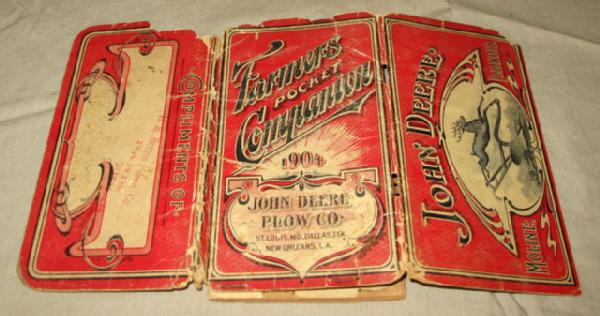 COMPLIMENTS OF
Farmers
POCKET
Companion
1904
JOHN DEERE
PLOW CO.
ST. LOUIS, MO. DALLAS, TEX.
NEW ORLEANS, LA.
JOHN DEERE
MOLINE, ILLINOIS